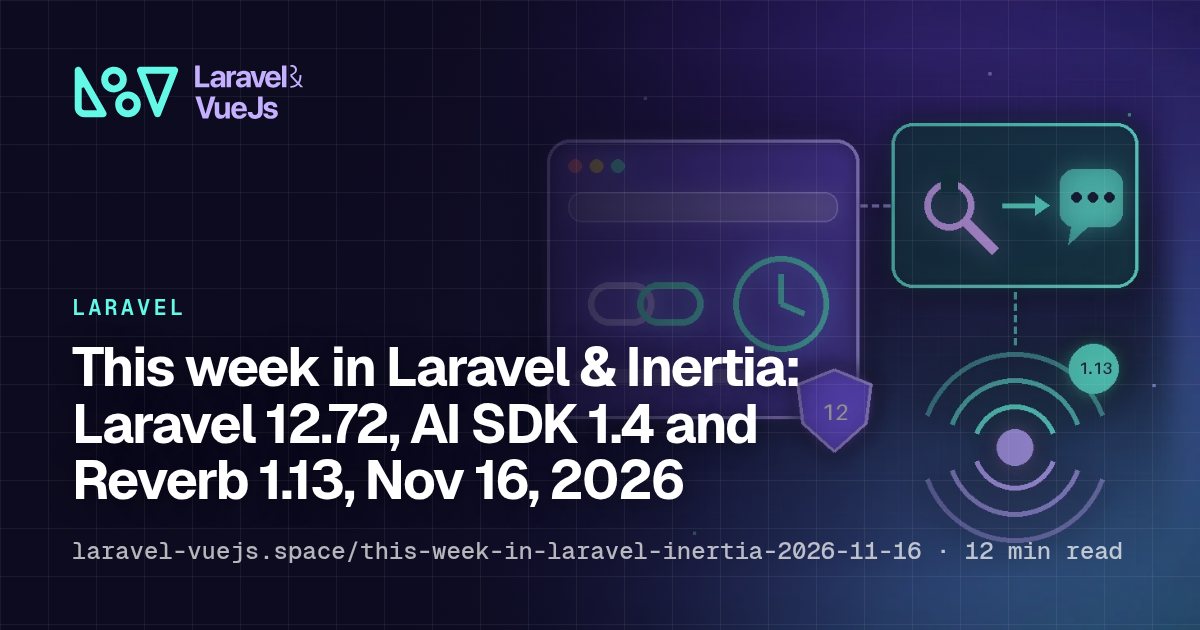 Laravel&
VueJs
LARAVEL
This week in Laravel & Inertia:
Laravel 12.72, AI SDK 1.4 and
Reverb 1.13, Nov 16, 2026
laravel-vuejs.space/this-week-in-laravel-inertia-2026-11-16 · 12 min read
12
1.13